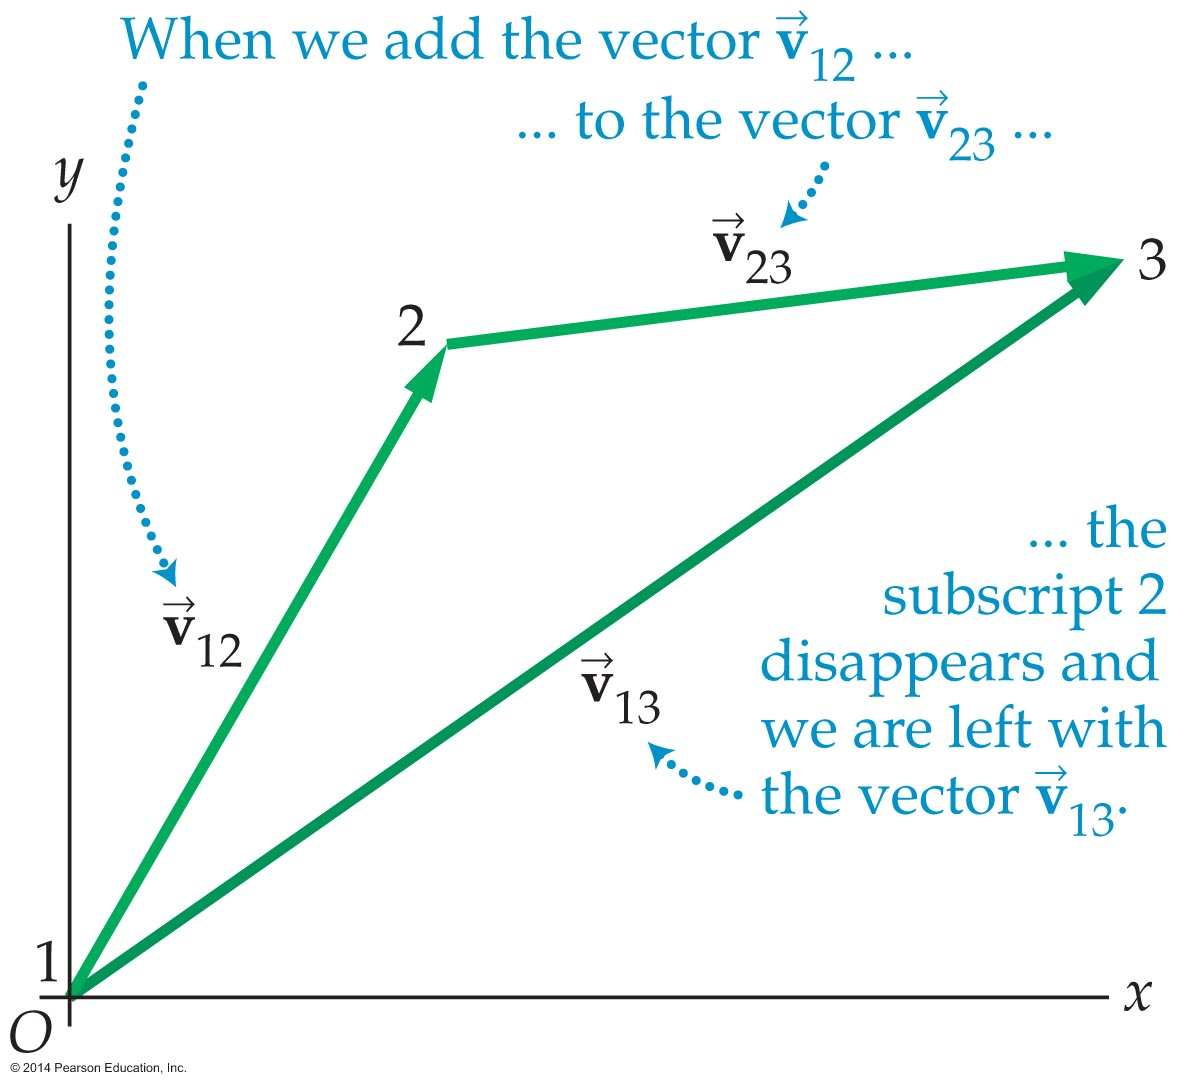 When we add the vector v⃗12 ...
... to the vector v⃗23 ...
y
v⃗23
3
2
... the
subscript 2
v⃗12
disappears and
v⃗13
we are left with
the vector v⃗13.
1
x
O
© 2014 Pearson Education, Inc.